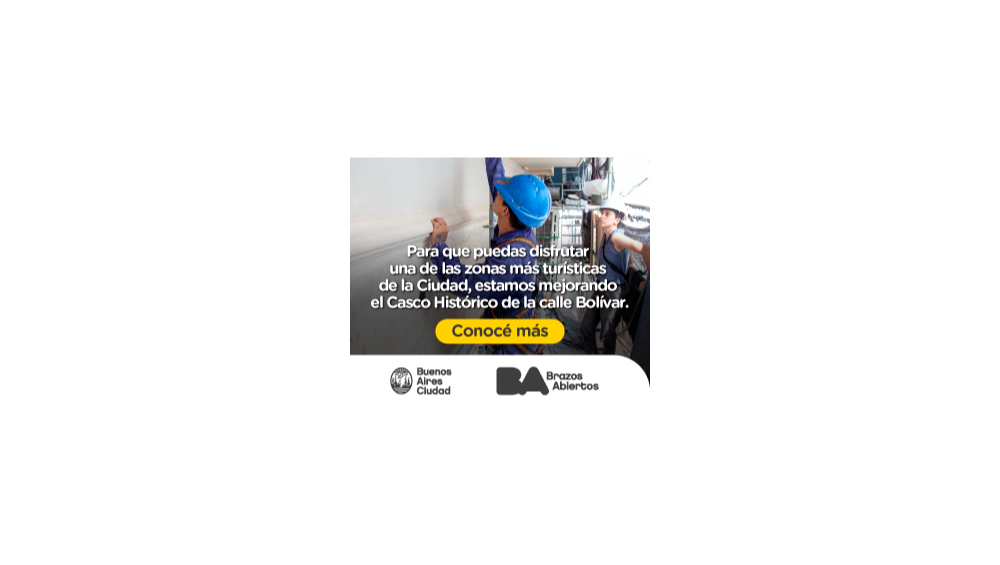 Para que puedas disfrutar
una de las zonas más turísticas
de la Ciudad, estamos mejorando
el Casco Histórico de la calle Bolívar.
Conocé más
Buenos
Aires
Ciudad
BA
Brazos
Abiertos